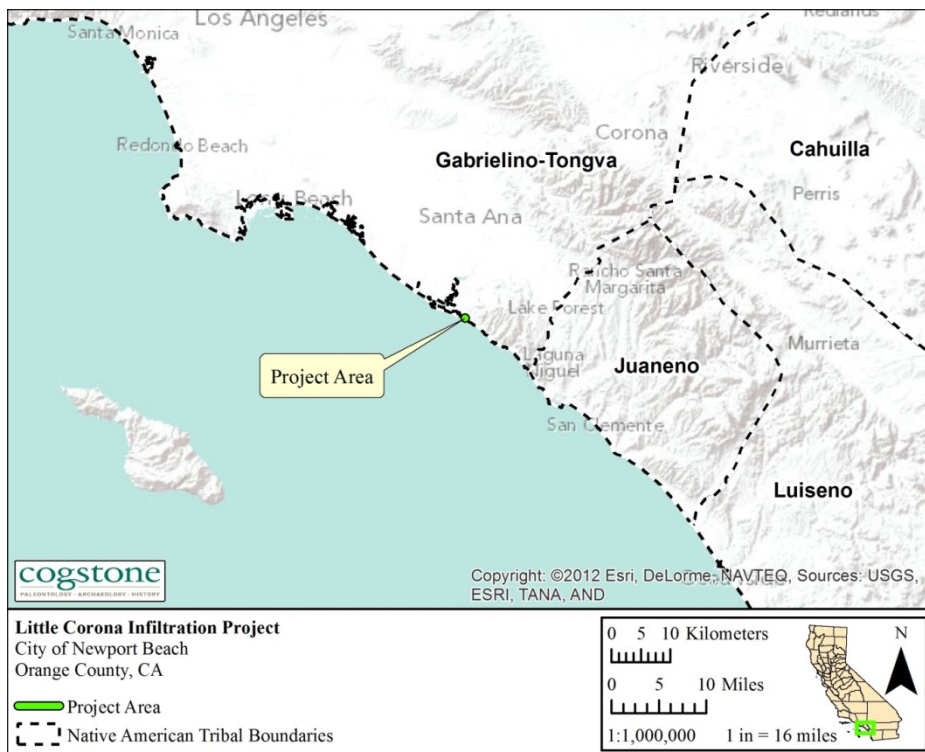 Los Angeles
Santa Monica
Redlands
Riverside
Corona
Redondo Beach
Gabrielino-Tongva
Cahuilla
Perris
Long Beach
Santa Ana
Rancho Santa
Margarita
Lake Forest
Murrieta
Laguna
Niguel
Project Area
Juaneno
San Clemente
Luiseno
cogstone
PALEONTOLOGY - ARCHAEOLOGY - HISTORY
Copyright: ©2012 Esri, DeLorme, NAVTEQ, Sources: USGS,
ESRI, TANA, AND
Little Corona Infiltration Project
City of Newport Beach
Orange County, CA
Project Area
Native American Tribal Boundaries
0 5 10 Kilometers
0 5 10 Miles
1:1,000,000 1 in = 16 miles
N